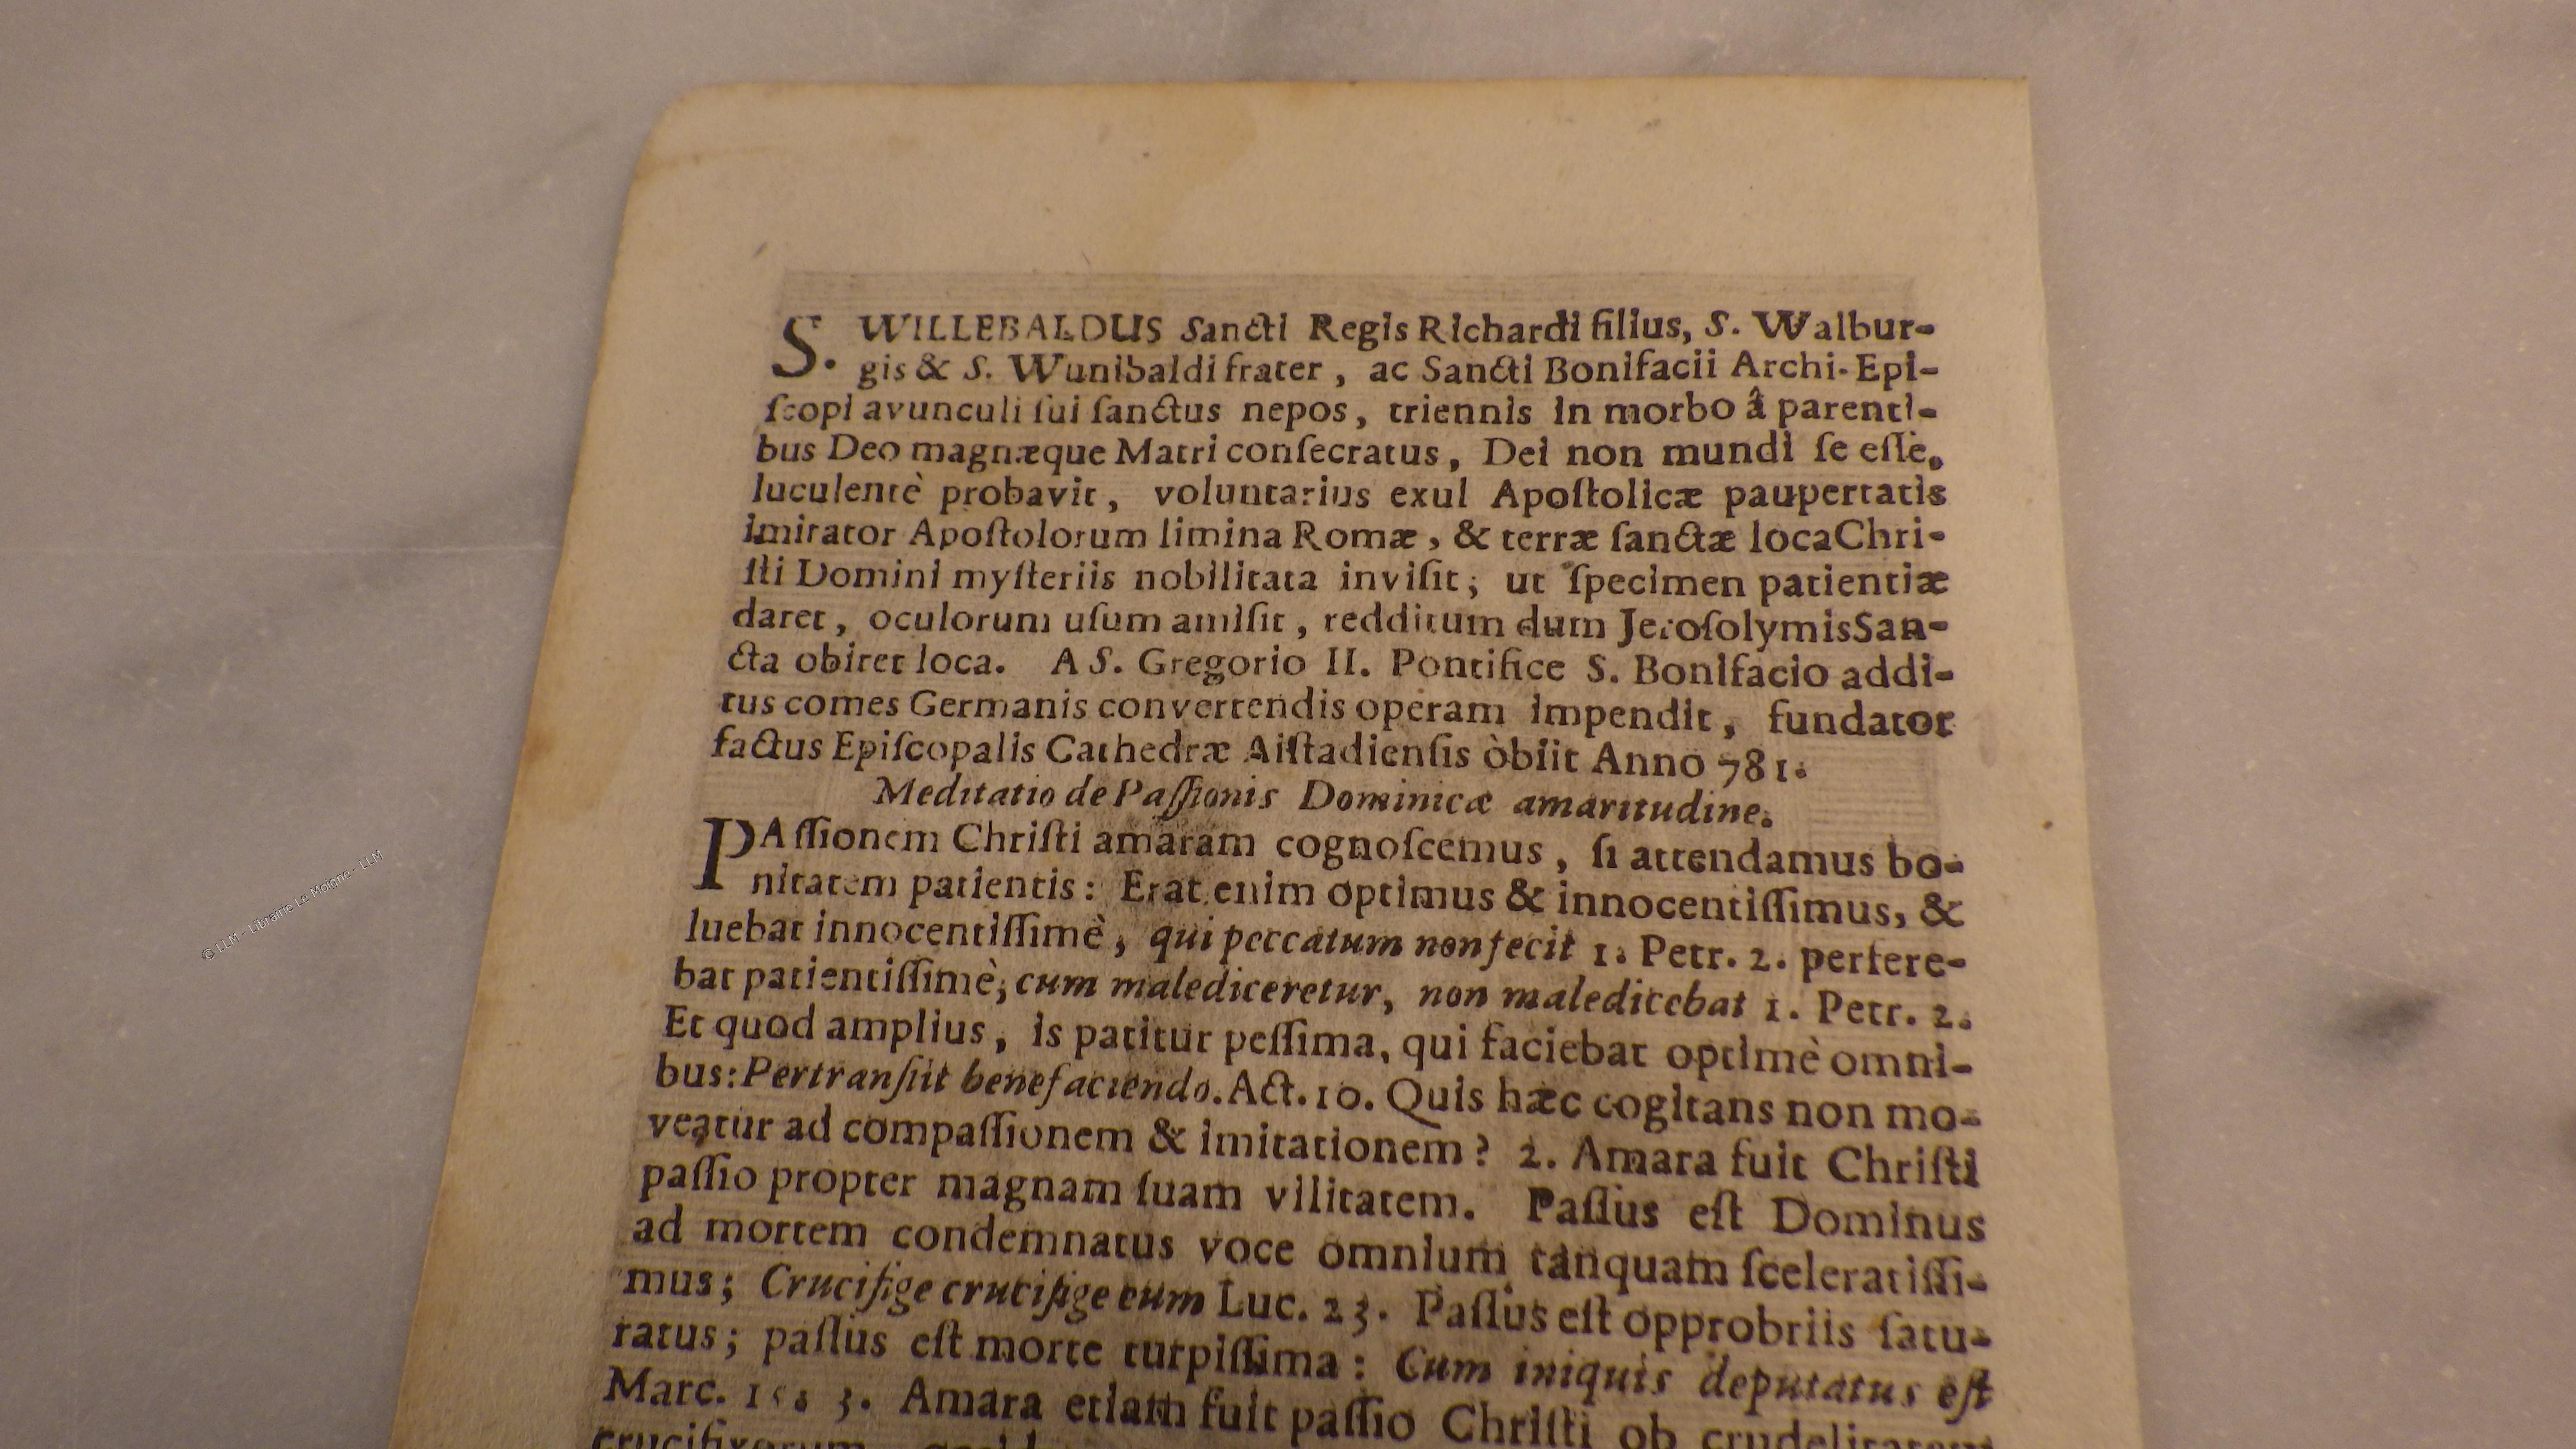 S. WILLEBALDUS Sancti Regis Richardi filius, S. Walbur-
gis & S. Wunibaldi frater, ac Sancti Bonifacii Archi-Epi-
ſcopi avunculi ſui ſanctus nepos, triennis in morbo â parenti-
bus Deo magnæque Matri conſecratus, Dei non mundi ſe eſſe,
luculentè probavit, voluntarius exul Apoſtolicæ paupertatis
imitator Apoſtolorum limina Romæ, & terræ ſanctæ loca Chri-
ſti Domini myſteriis nobilitata inviſit; ut ſpecimen patientiæ
daret, oculorum uſum amiſit, redditum dum Jeroſolymis San-
cta obiret loca. A S. Gregorio II. Pontifice S. Bonifacio addi-
tus comes Germanis convertendis operam impendit, fundator
factus Epiſcopalis Cathedræ Aiſtadienſis òbiit Anno 781.
Meditatio de Paſſionis Dominicæ amaritudine.
PAſſionem Chriſti amaram cognoſcemus, ſi attendamus bo-
nitatem patientis: Erat enim optimus & innocentiſſimus, &
luebat innocentiſſimè, qui peccatum non fecit 1. Petr. 2. perfere-
bat patientiſſimè, cum malediceretur, non maledicebat 1. Petr. 2.
Et quod amplius, is patitur peſſima, qui faciebat optimè omni-
bus: Pertranſiit benefaciendo. Act. 10. Quis hæc cogitans non mo-
veatur ad compaſſionem & imitationem? 2. Amara fuit Chriſti
paſſio propter magnam ſuam vilitatem. Paſſus eſt Dominus
ad mortem condemnatus voce omnium tanquam ſceleratiſſi-
mus; Crucifige crucifige eum Luc. 23. Paſſus eſt opprobriis ſatu-
ratus; paſſus eſt morte turpiſſima: Cum iniquis deputatus eſt
Marc. 15. 3. Amara etiam fuit paſſio Chriſti ob crudelitatem
© LLM - Librairie Le Moigne - LLM